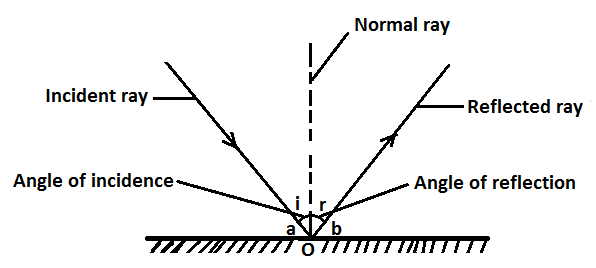 Normal ray
Incident ray
Reflected ray
Angle of incidence
i
r
Angle of reflection
a
b
O